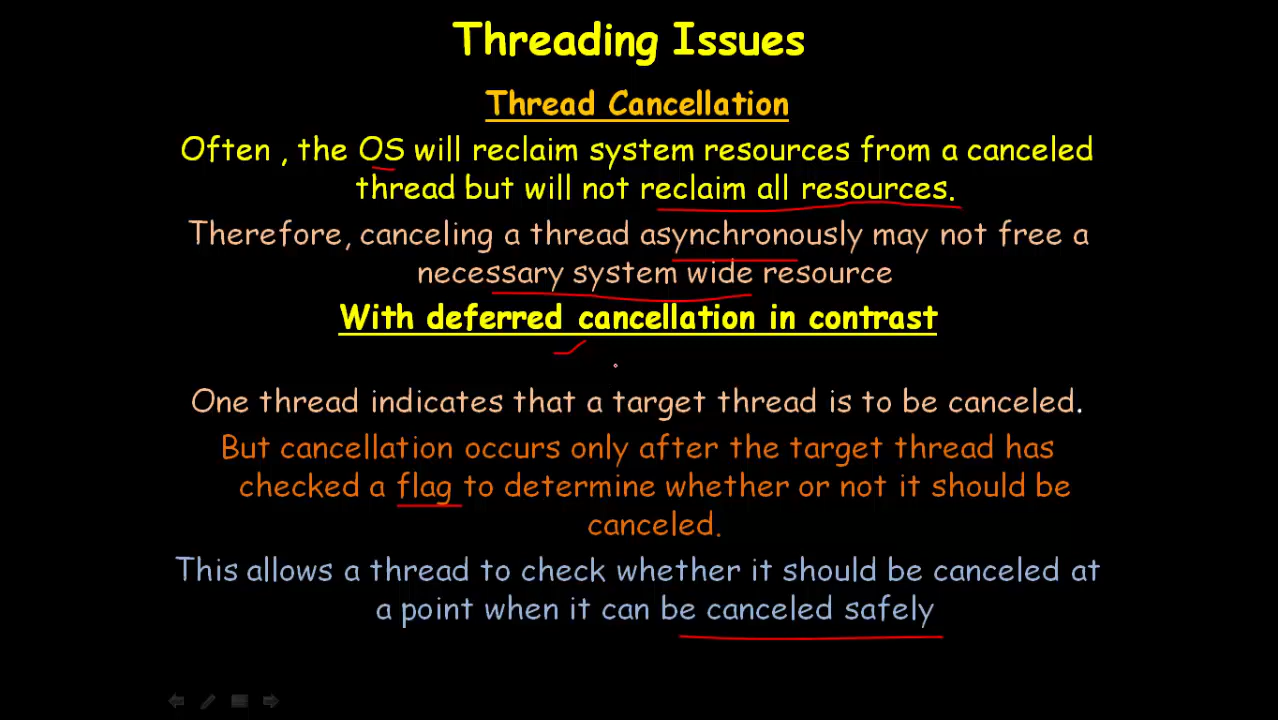 Threading Issues
Thread Cancellation
Often , the OS will reclaim system resources from a canceled
thread but will not reclaim all resources.
Therefore, canceling a thread asynchronously may not free a
necessary system wide resource
With deferred cancellation in contrast
One thread indicates that a target thread is to be canceled.
But cancellation occurs only after the target thread has
checked a flag to determine whether or not it should be
canceled.
This allows a thread to check whether it should be canceled at
a point when it can be canceled safely